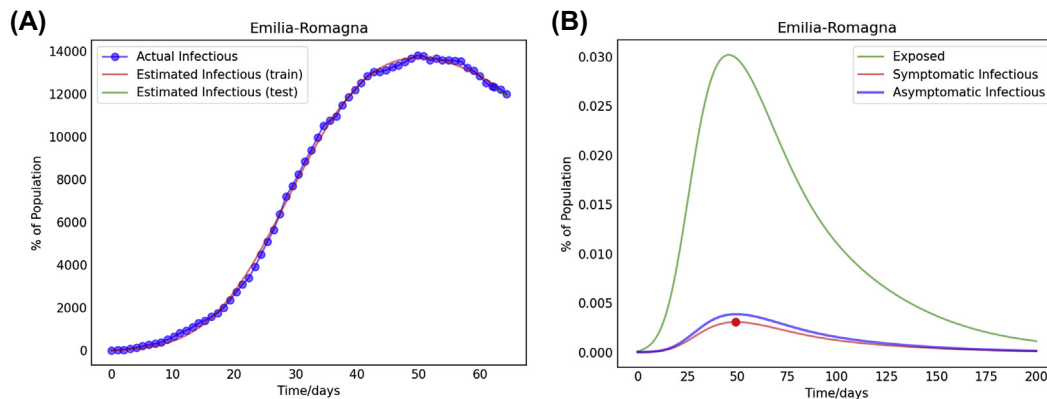 (A)
Emilia-Romagna
Actual Infectious
Estimated Infectious (train)
Estimated Infectious (test)
% of Population
14000
12000
10000
8000
6000
4000
2000
0
0 10 20 30 40 50 60
Time/days
(B)
Emilia-Romagna
Exposed
Symptomatic Infectious
Asymptomatic Infectious
% of Population
0.030
0.025
0.020
0.015
0.010
0.005
0.000
0 25 50 75 100 125 150 175 200
Time/days